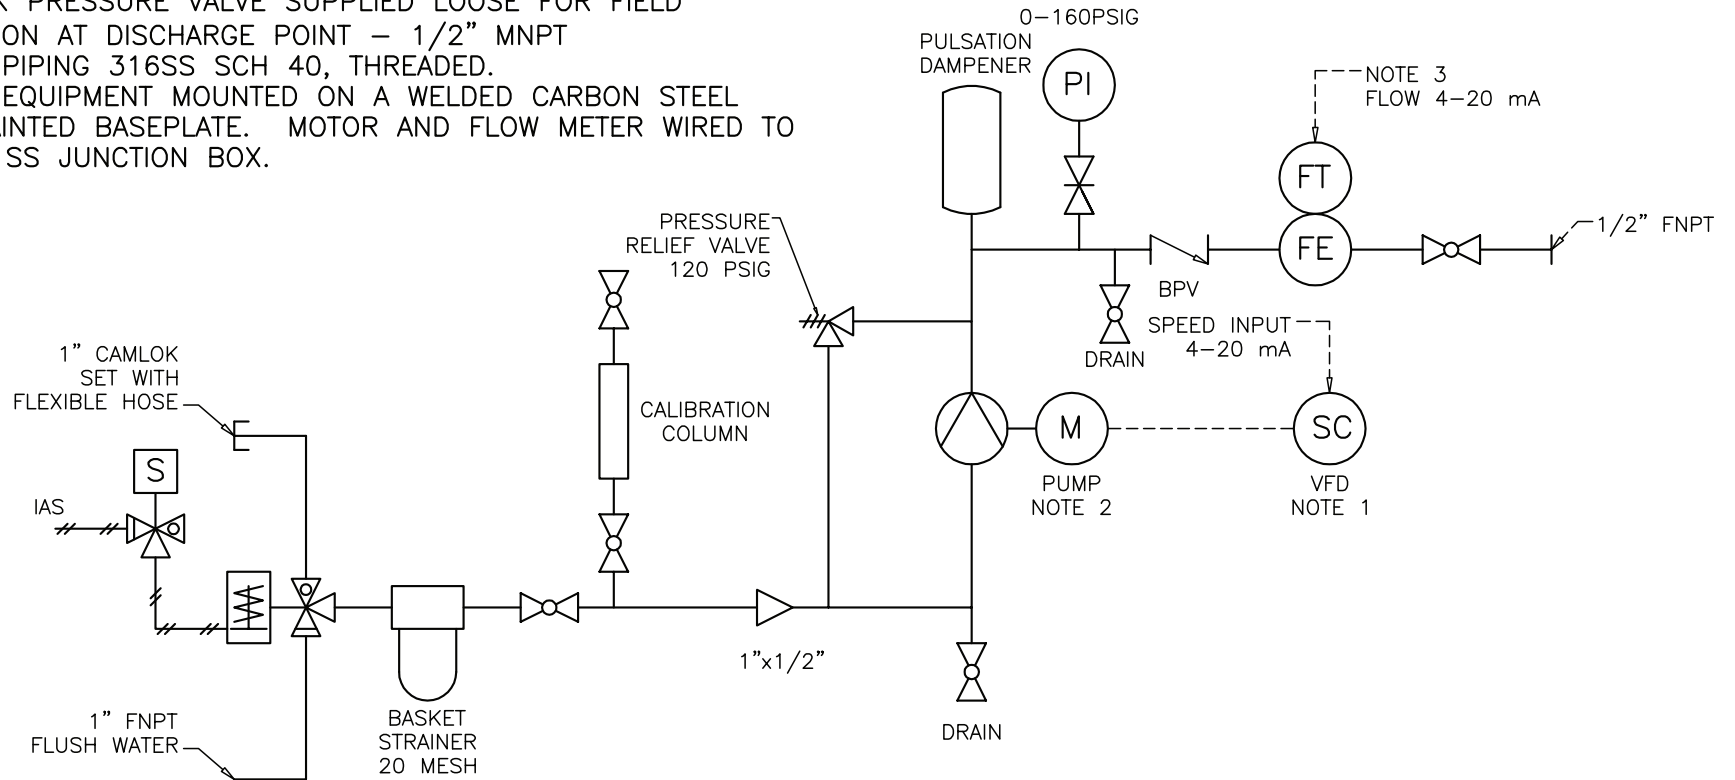 PRESSURE VALVE SUPPLIED LOOSE FOR FIELD
ON AT DISCHARGE POINT – 1/2" MNPT
PIPING 316SS SCH 40, THREADED.
EQUIPMENT MOUNTED ON A WELDED CARBON STEEL
BASEPLATE. MOTOR AND FLOW METER WIRED TO
SS JUNCTION BOX.
0–160PSIG
PULSATION
DAMPENER
PI
NOTE 3
FLOW 4–20 mA
FT
FE
1/2" FNPT
PRESSURE
RELIEF VALVE
120 PSIG
BPV
SPEED INPUT
4–20 mA
DRAIN
1" CAMLOK
SET WITH
FLEXIBLE HOSE
CALIBRATION
COLUMN
M
SC
S
IAS
PUMP
NOTE 2
VFD
NOTE 1
1"x1/2"
DRAIN
1" FNPT
FLUSH WATER
BASKET
STRAINER
20 MESH